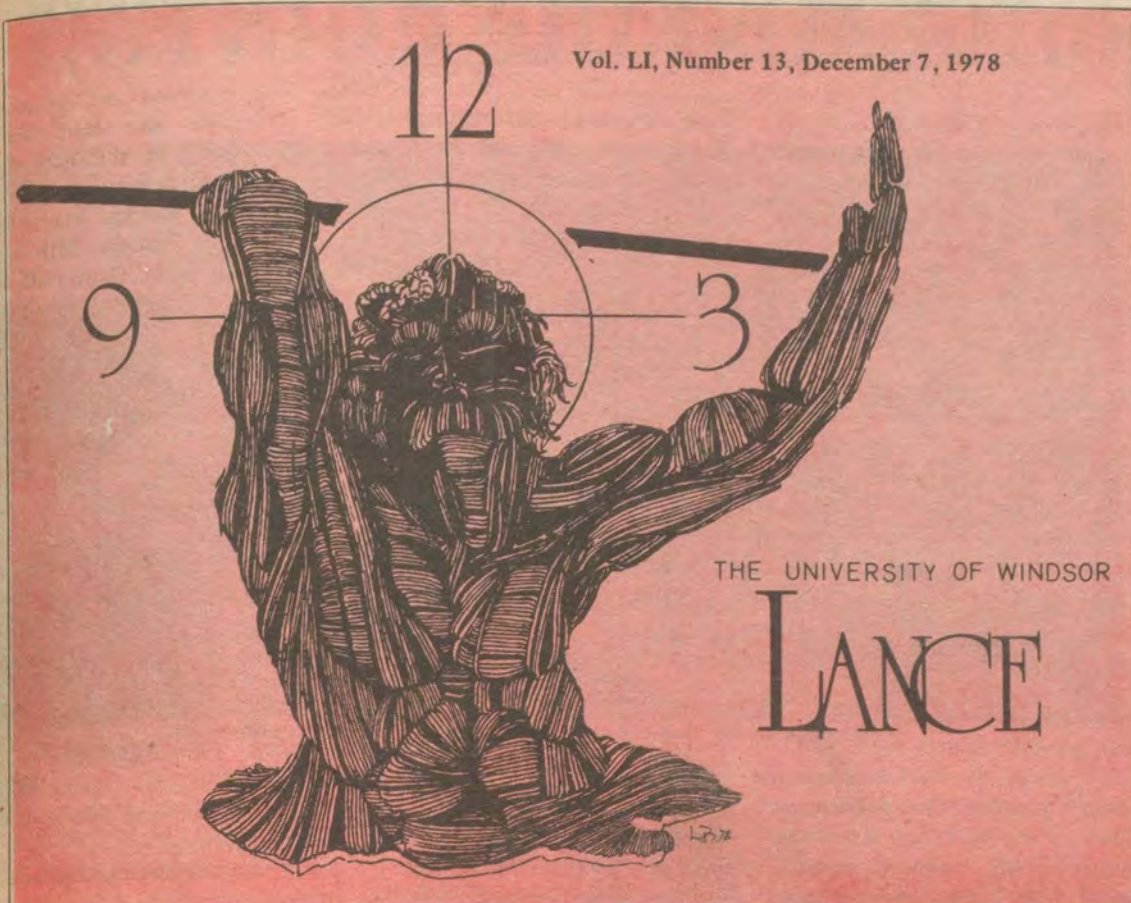 Vol. LI, Number 13, December 7, 1978
12
9
3
THE UNIVERSITY OF WINDSOR
LANCE